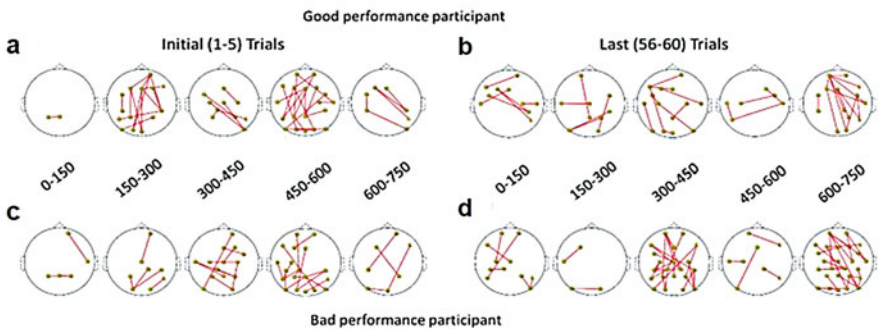 Good performance participant
a
Initial (1-5) Trials
b
Last (56-60) Trials
0-150
150-300
300-450
450-600
600-750
0-150
150-300
300-450
450-600
600-750
c
d
Bad performance participant